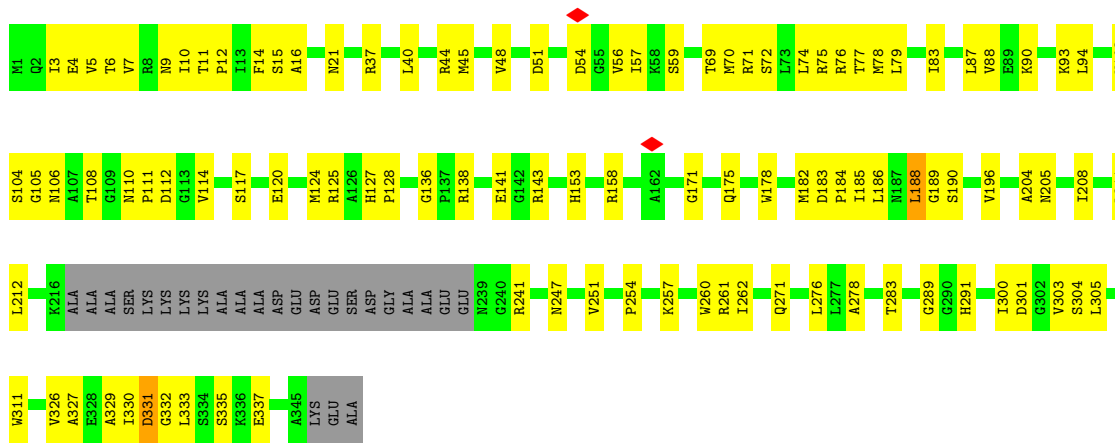 M1 Q2 I3 E4 V5 T6 V7 R8 N9 I10 T11 P12 I13 F14 S15 A16 N21 R37 L40 R44 M45 V48 D51 D54 G55 V56 I57 K58 S59 T69 M70 R71 S72 L73 L74 R75 R76 T77 M78 L79 I83 L87 V88 E89 K90 K93 L94
S104 G105 N106 A107 T108 G109 N110 P111 D112 G113 V114 S117 E120 M124 R125 A126 H127 P128 G136 P137 R138 E141 G142 R143 H153 R158 A162 G171 Q175 W178 M182 D183 P184 I185 L186 N187 L188 G189 S190 V196 A204 N205 I208
L212 K216 ALA ALA ALA SER LYS LYS LYS LYS ALA ALA ALA ASP GLU ASP GLU SER ASP GLY ALA ALA GLU GLU N239 G240 R241 N247 V251 P254 K257 W260 R261 I262 Q271 L276 L277 A278 T283 G289 G290 H291 I300 D301 G302 V303 S304 L305
W311 V326 A327 E328 A329 I330 D331 G332 L333 S334 S335 K336 E337 A345 LYS GLU ALA